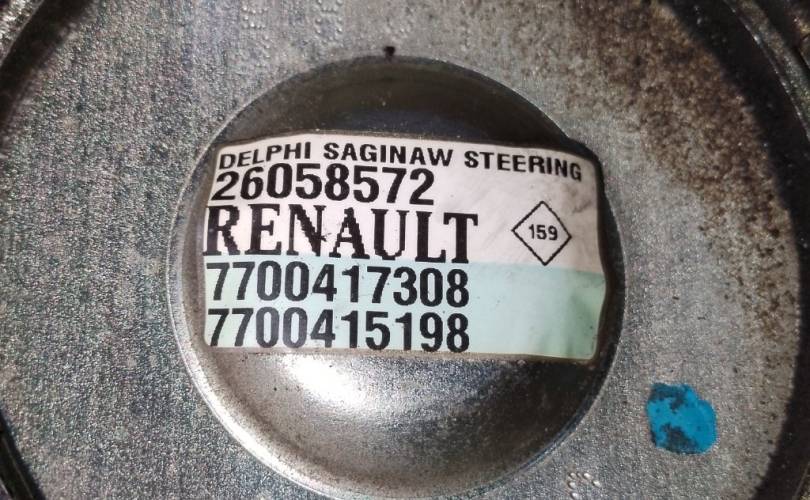 DELPHI SAGINAW STEERING
26058572
RENAULT 159
7700417308
7700415198